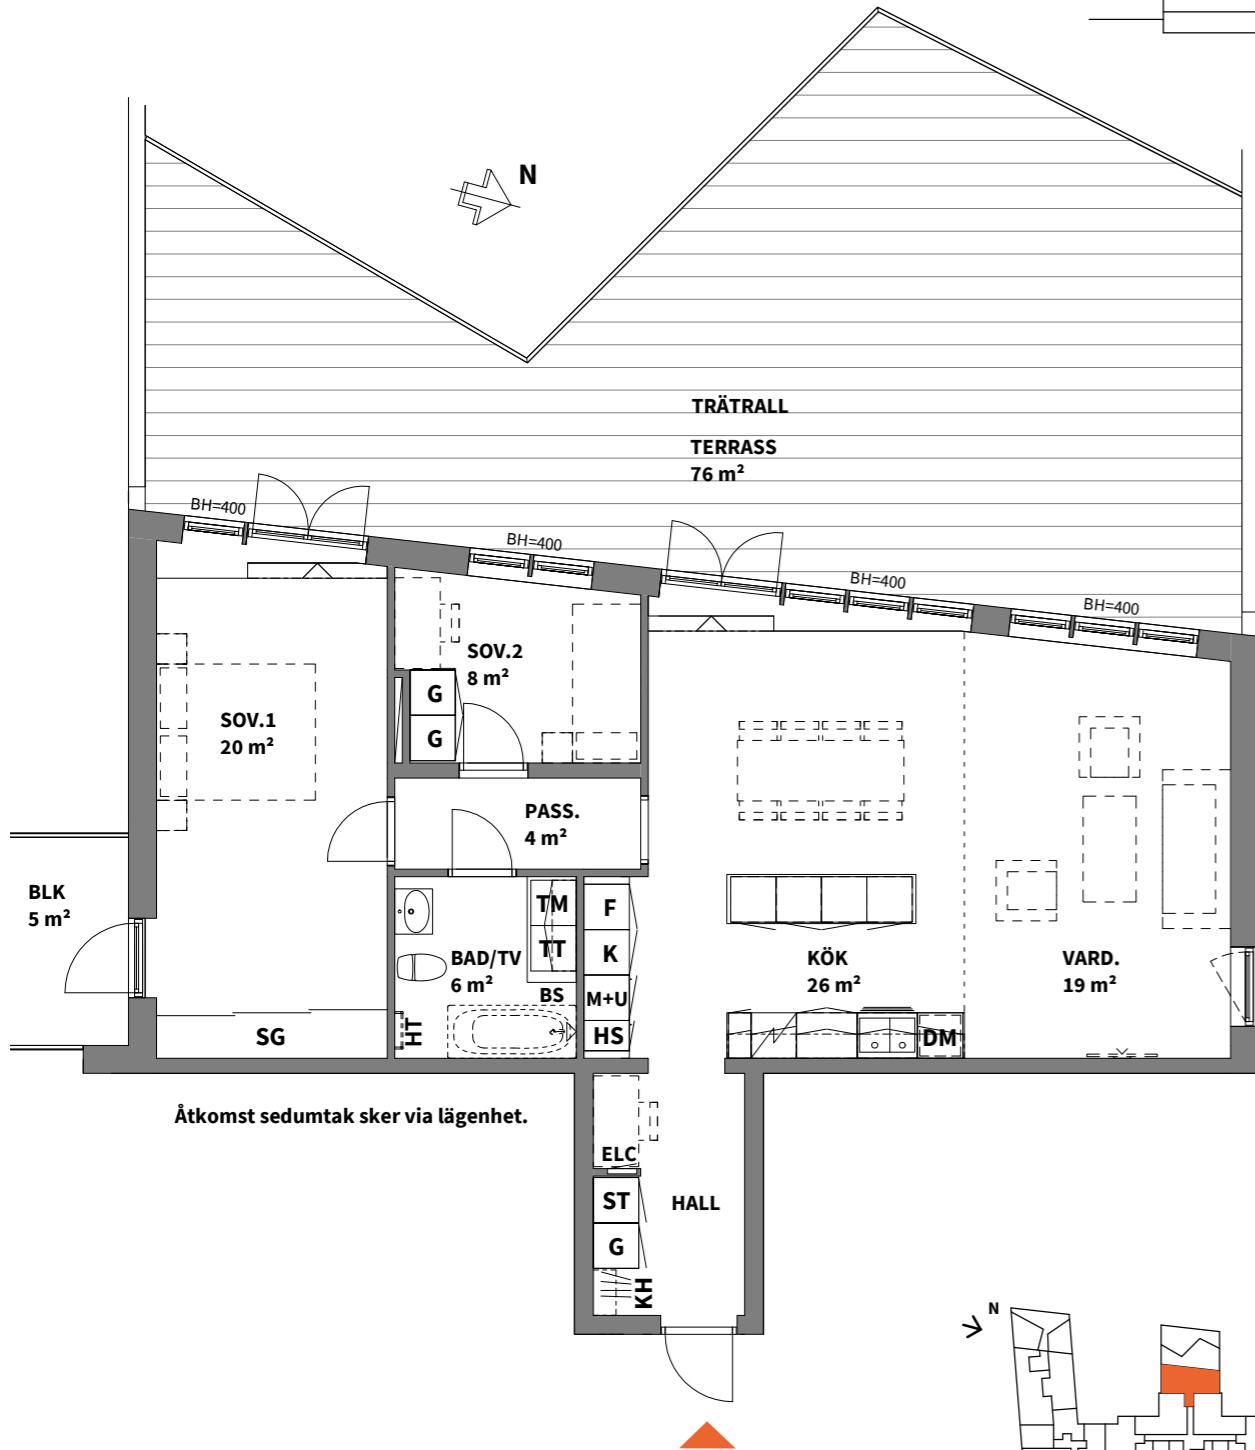 N
TRÄTRALL
TERRASS
76 m²
BH=400
BH=400
BH=400
BH=400
SOV.2
8 m²
G
G
SOV.1
20 m²
PASS.
4 m²
BLK
5 m²
TM
TT
BAD/TV
6 m²
BS
HT
SG
F
K
M+U
HS
KÖK
26 m²
DM
VARD.
19 m²
Åtkomst sedumtak sker via lägenhet.
ELC
ST
G
KH
HALL
N